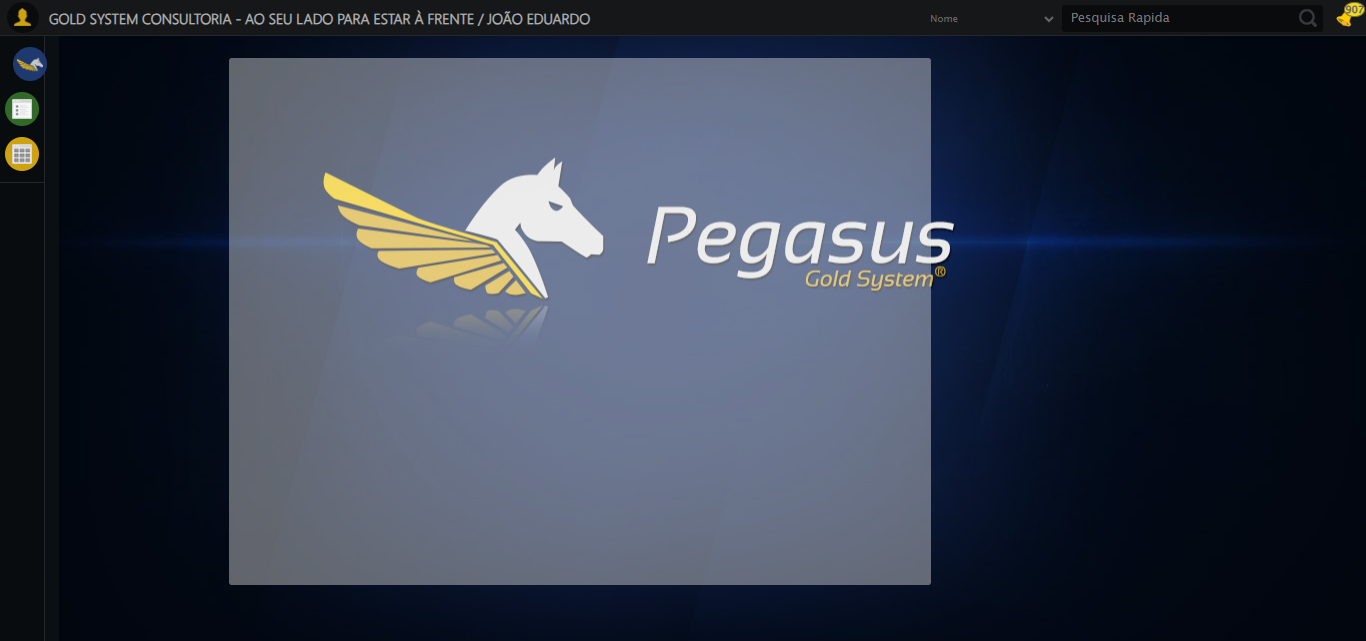 GOLD SYSTEM CONSULTORIA - AO SEU LADO PARA ESTAR À FRENTE / JOÃO EDUARDO
Nome
Pesquisa Rapida
907
Pegasus
Gold System®